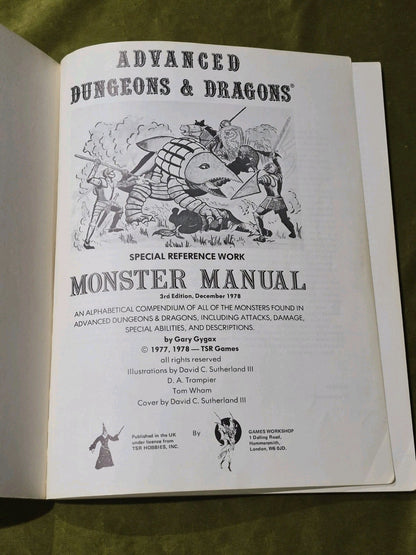 ADVANCED
DUNGEONS & DRAGONS®
SPECIAL REFERENCE WORK
MONSTER MANUAL
3rd Edition, December 1978
AN ALPHABETICAL COMPENDIUM OF ALL OF THE MONSTERS FOUND IN
ADVANCED DUNGEONS & DRAGONS, INCLUDING ATTACKS, DAMAGE,
SPECIAL ABILITIES, AND DESCRIPTIONS.
by Gary Gygax
© 1977, 1978 — TSR Games
all rights reserved
Illustrations by David C. Sutherland III
D. A. Trampier
Tom Wham
Cover by David C. Sutherland III
Published in the UK
under licence from
TSR HOBBIES, INC.
By
GAMES WORKSHOP
1 Dalling Road,
Hammersmith,
London, W6 0JD.